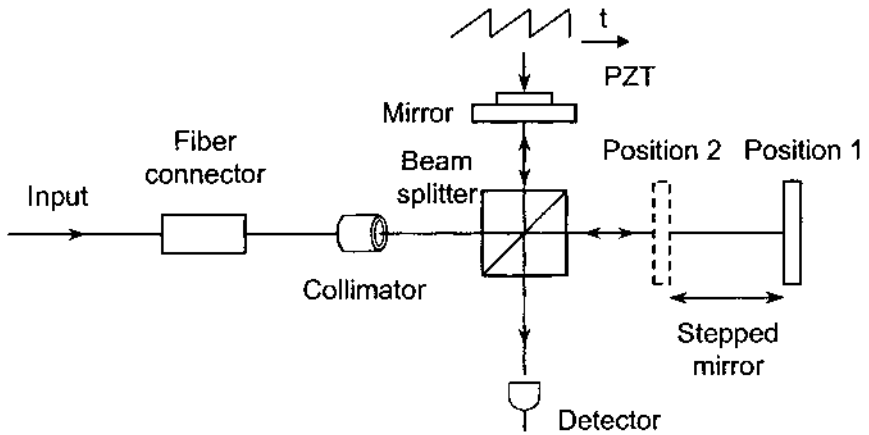 t
PZT
Mirror
Fiber
connector
Beam
splitter
Position 2
Position 1
Input
Collimator
Stepped
mirror
Detector